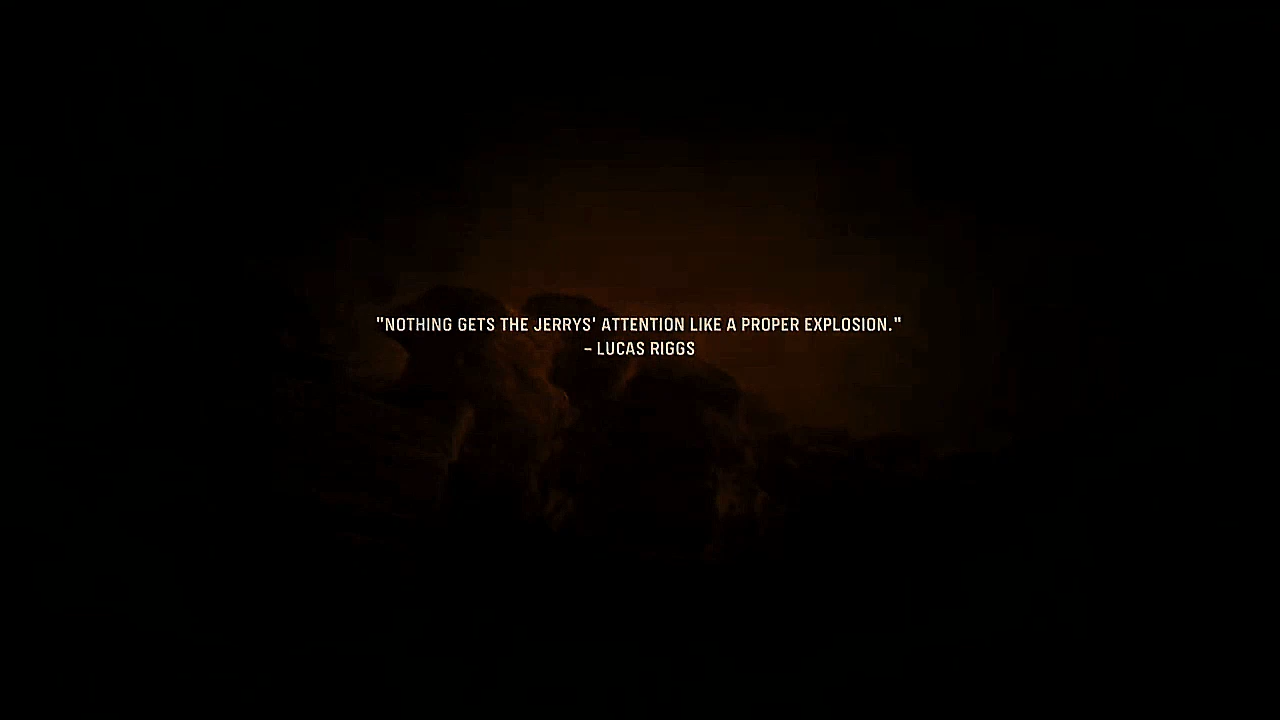 "NOTHING GETS THE JERRYS' ATTENTION LIKE A PROPER EXPLOSION."
– LUCAS RIGGS